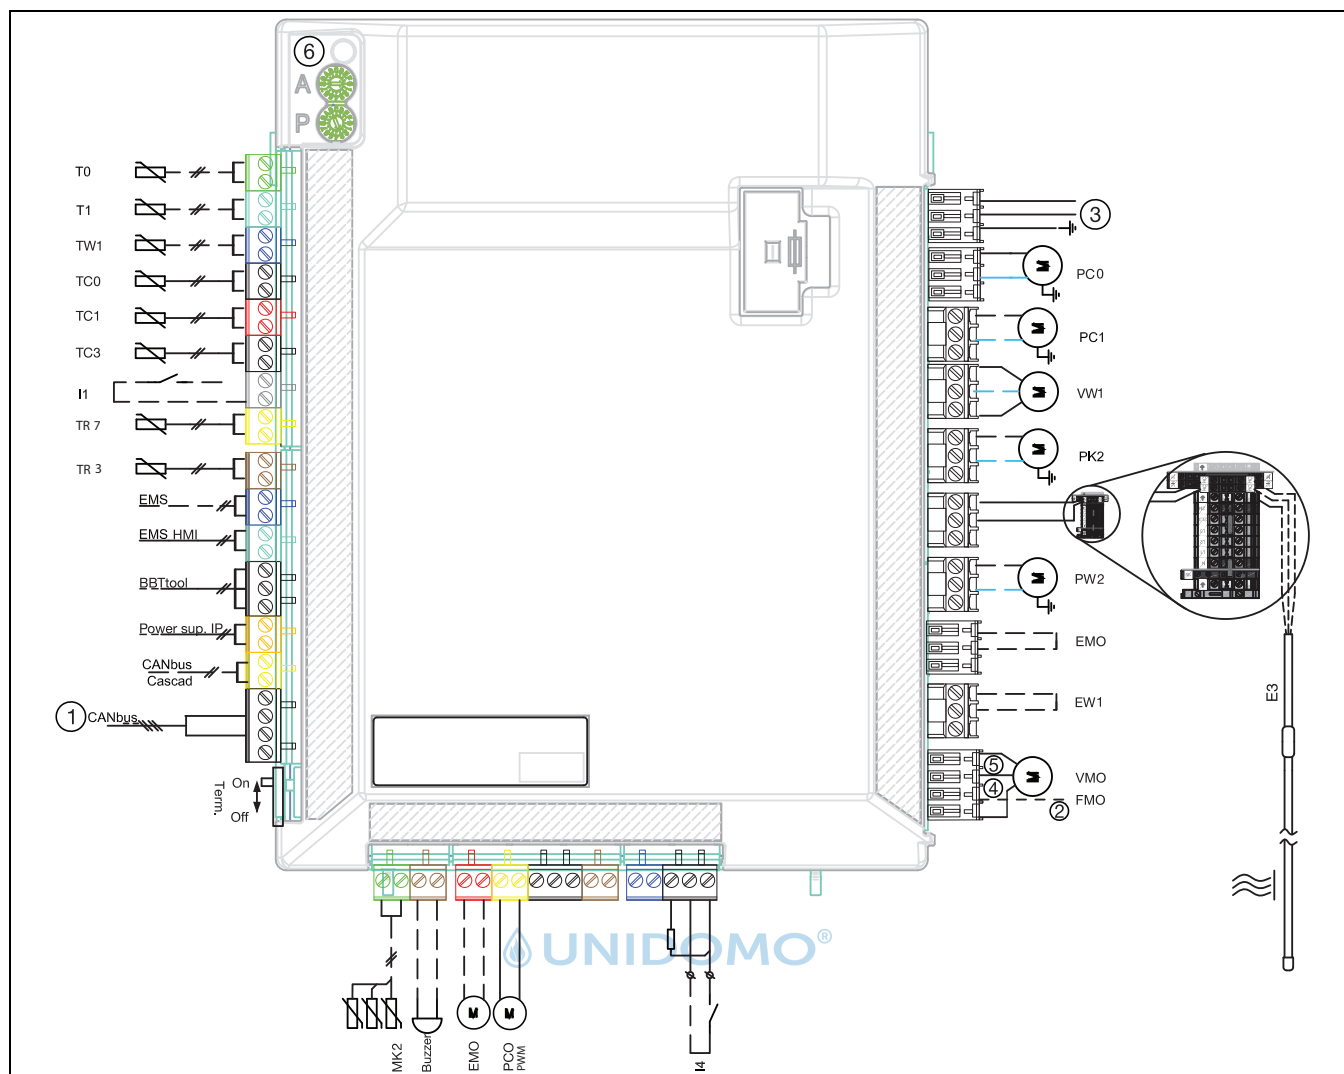 6
A
P
T0
T1
TW1
TC0
TC1
TC3
I1
TR 7
TR 3
EMS
EMS HMI
BBTtool
Power sup. IP
CANbus
Cascad
1 CANbus
On
Off
Term.
3
M PC0
M PC1
M VW1
M PK2
M PW2
EMO
EW1
5
4
M VMO
2 FMO
E3
UNIDOMO®
MK2
Buzzer
M
EMO
M
PCO
PWM
I4